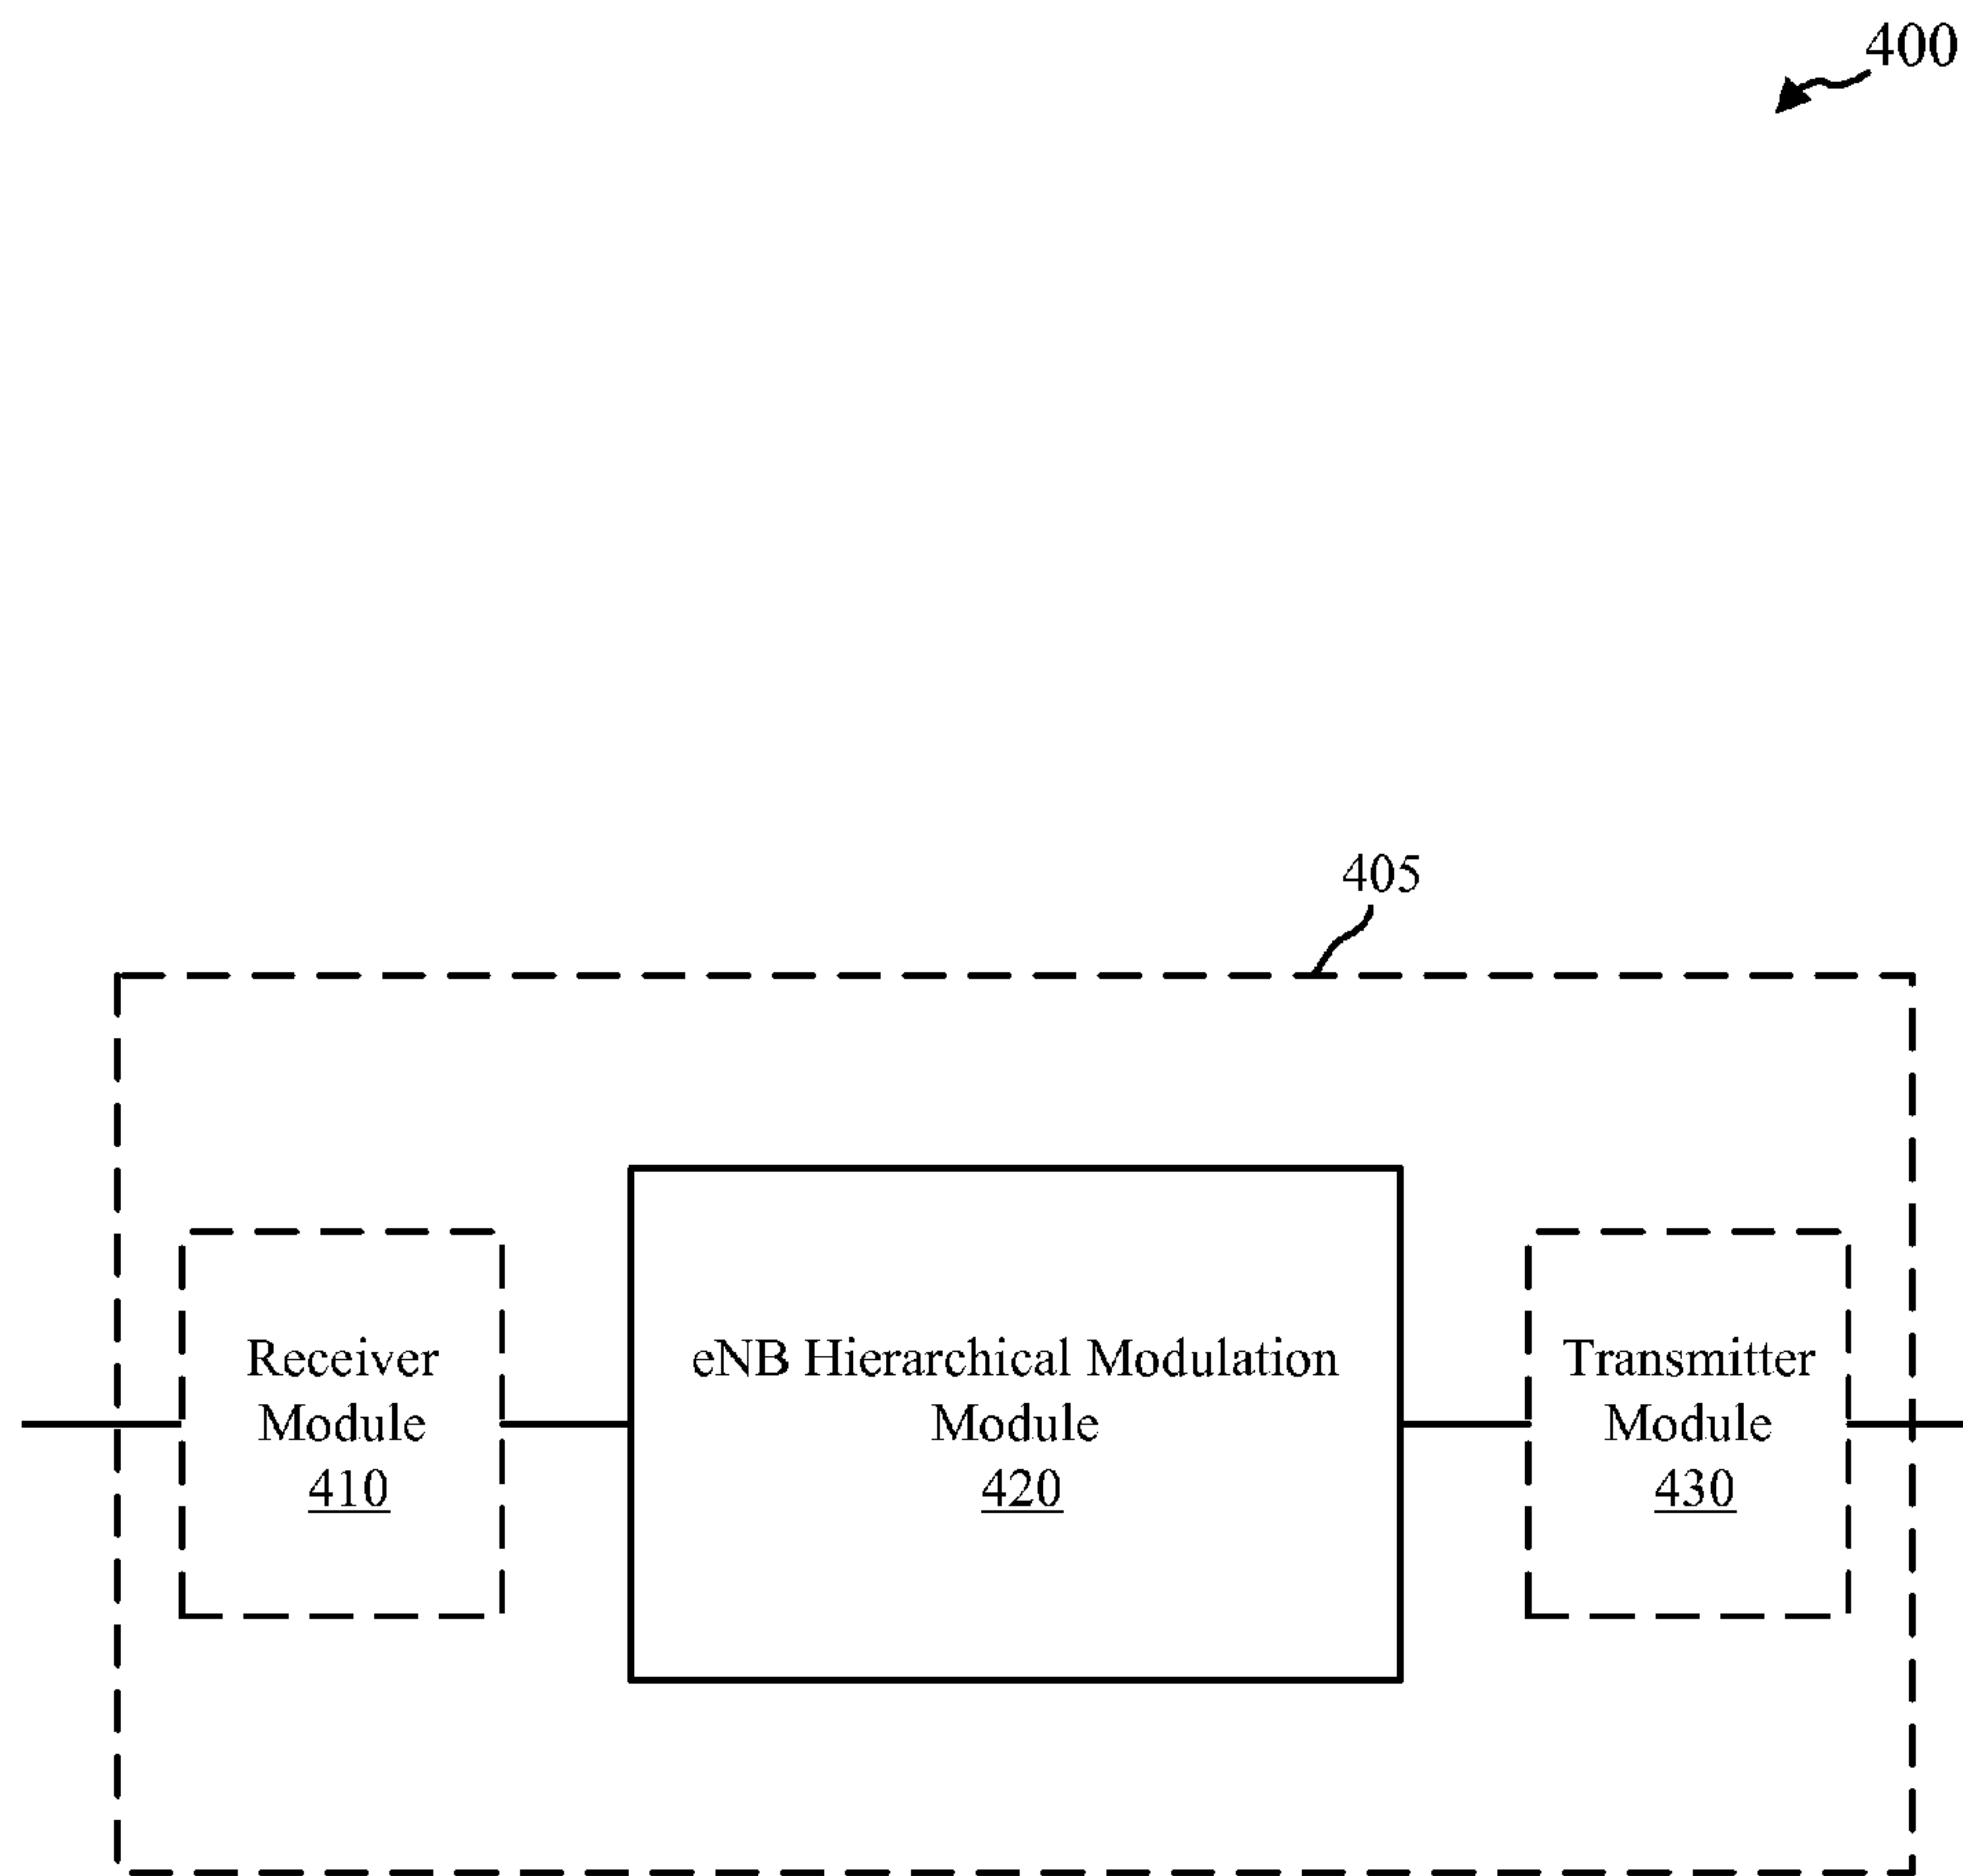 400
405
Receiver
Module
410
eNB Hierarchical Modulation
Module
420
Transmitter
Module
430